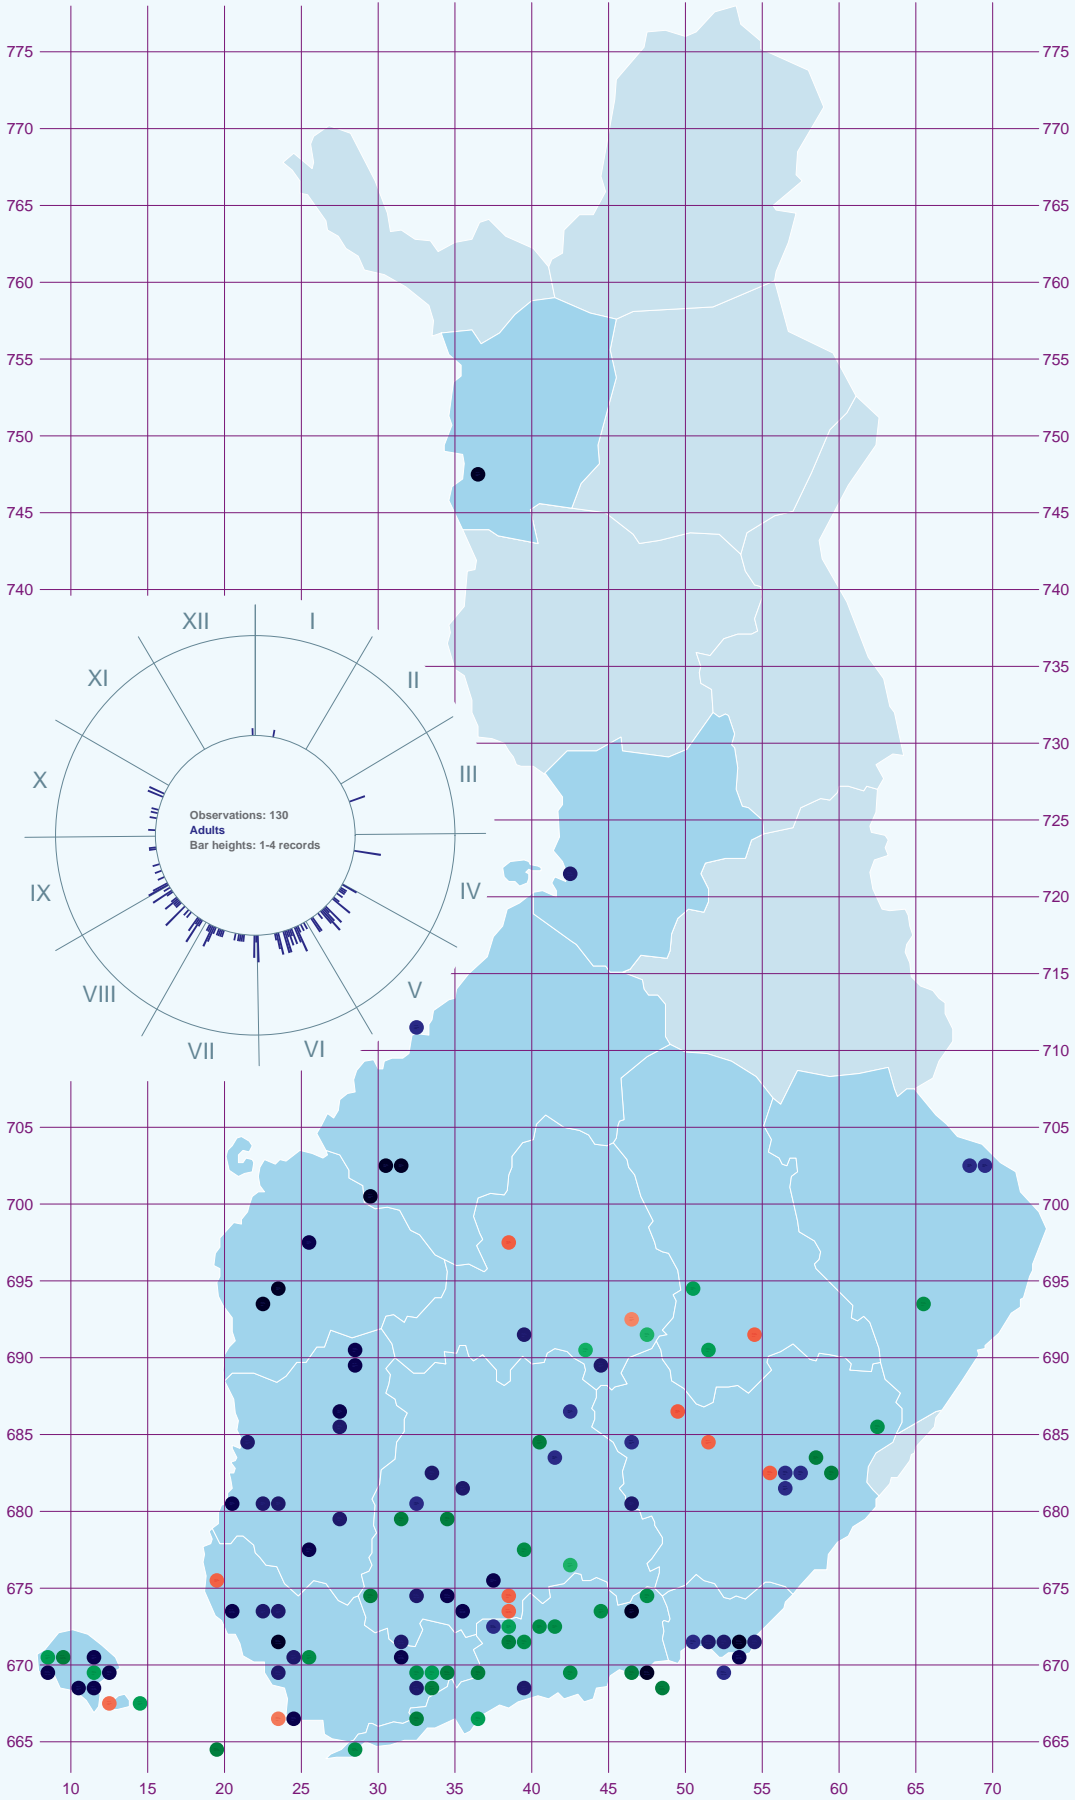 775 775
770 770
765 765
760 760
755 755
750 750
745 745
740 740
735
730
725
720
715
710
705 705
700 700
695 695
690 690
685 685
680 680
675 675
670 670
665 665
XII I
XI II
X III
IX IV
VIII V
VII VI
Observations: 130
Adults
Bar heights: 1-4 records
10 15 20 25 30 35 40 45 50 55 60 65 70